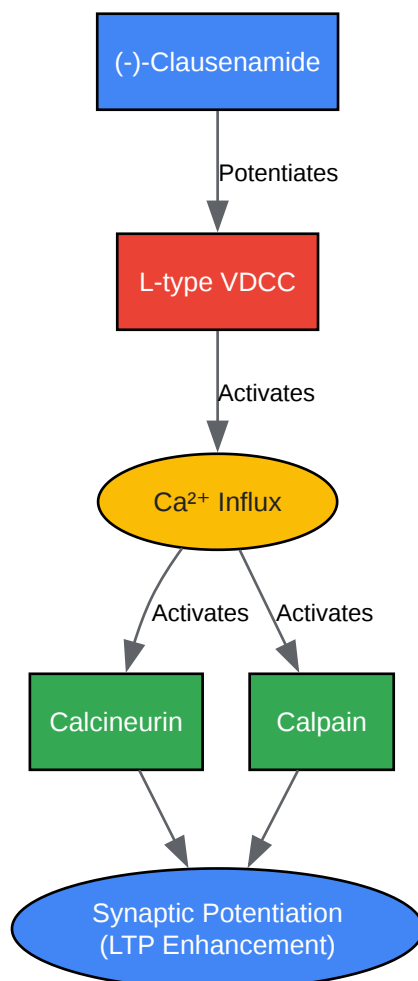 (-)-Clausenamide
Potentiates
L-type VDCC
Activates
Ca²⁺ Influx
Activates
Activates
Calcineurin
Calpain
Synaptic Potentiation
(LTP Enhancement)